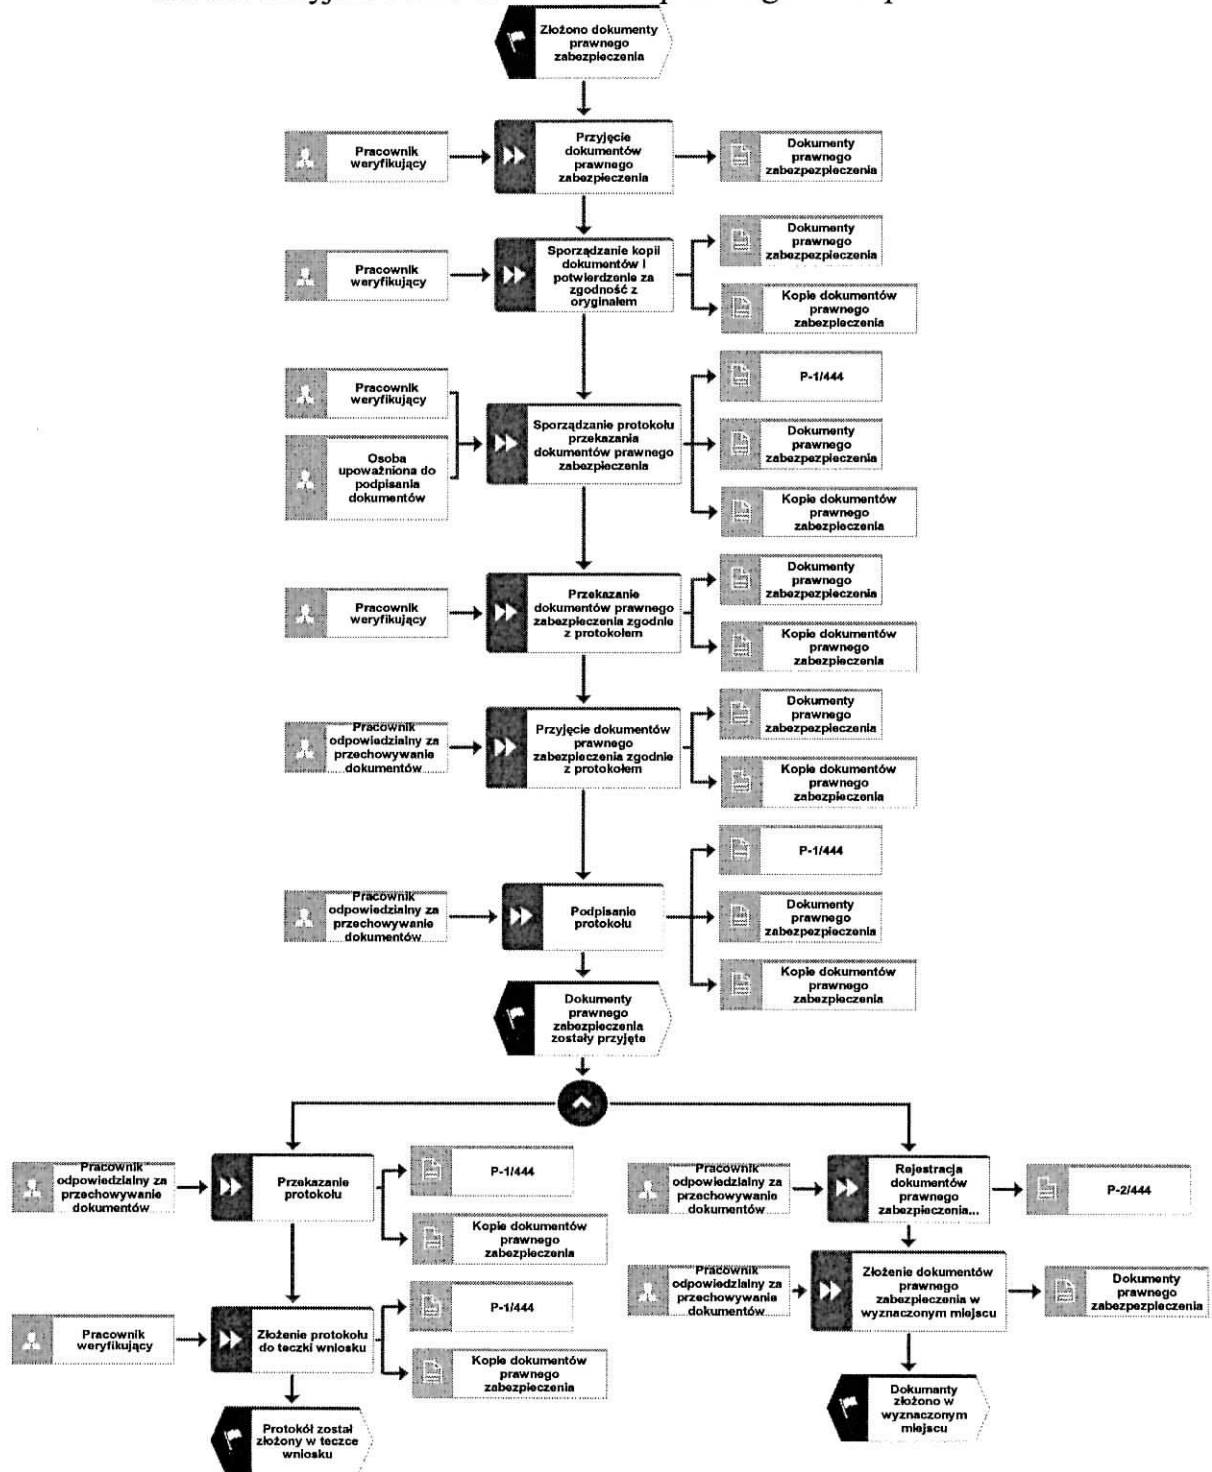 Złożono dokumenty
prawnego
zabezpieczenia
Pracownik
weryfikujący
Przyjęcie
dokumentów
prawnego
zabezpieczenia
Dokumenty
prawnego
zabezpezpieczenia
Pracownik
weryfikujący
Sporządzanie kopii
dokumentów i
potwierdzenie za
zgodność z
oryginałem
Dokumenty
prawnego
zabezpezpieczenia
Kopie dokumentów
prawnego
zabezpieczenia
Pracownik
weryfikujący
Osoba
upoważniona do
podpisania
dokumentów
Sporządzanie protokołu
przekazania
dokumentów prawnego
zabezpieczenia
P-1/444
Dokumenty
prawnego
zabezpezpieczenia
Kopie dokumentów
prawnego
zabezpieczenia
Pracownik
weryfikujący
Przekazanie
dokumentów prawnego
zabezpieczenia zgodnie
z protokołem
Dokumenty
prawnego
zabezpezpieczenia
Kopie dokumentów
prawnego
zabezpieczenia
Pracownik
odpowiedzialny za
przechowywanie
dokumentów
Przyjęcie dokumentów
prawnego
zabezpieczenia zgodnie
z protokołem
Dokumenty
prawnego
zabezpezpieczenia
Kopie dokumentów
prawnego
zabezpieczenia
Pracownik
odpowiedzialny za
przechowywanie
dokumentów
Podpisanie
protokołu
P-1/444
Dokumenty
prawnego
zabezpezpieczenia
Kopie dokumentów
prawnego
zabezpieczenia
Dokumenty
prawnego
zabezpieczenia
zostały przyjęte
Pracownik
odpowiedzialny za
przechowywanie
dokumentów
Przekazanie
protokołu
P-1/444
Kopie dokumentów
prawnego
zabezpieczenia
Pracownik
weryfikujący
Złożenie protokołu
do teczki wniosku
P-1/444
Kopie dokumentów
prawnego
zabezpieczenia
Protokół został
złożony w teczce
wniosku
Pracownik
odpowiedzialny za
przechowywanie
dokumentów
Rejestracja
dokumentów
prawnego
zabezpieczenia...
P-2/444
Pracownik
odpowiedzialny za
przechowywanie
dokumentów
Złożenie dokumentów
prawnego
zabezpieczenia w
wyznaczonym miejscu
Dokumenty
prawnego
zabezpezpieczenia
Dokumanty
złożono w
wyznaczonym
miejscu